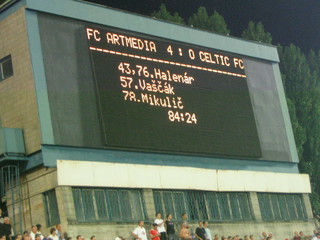 FC ARTMEDIA 4 : 0 CELTIC FC
43,76.Halenár
57.Vaščák
78.Mikulič
84:24